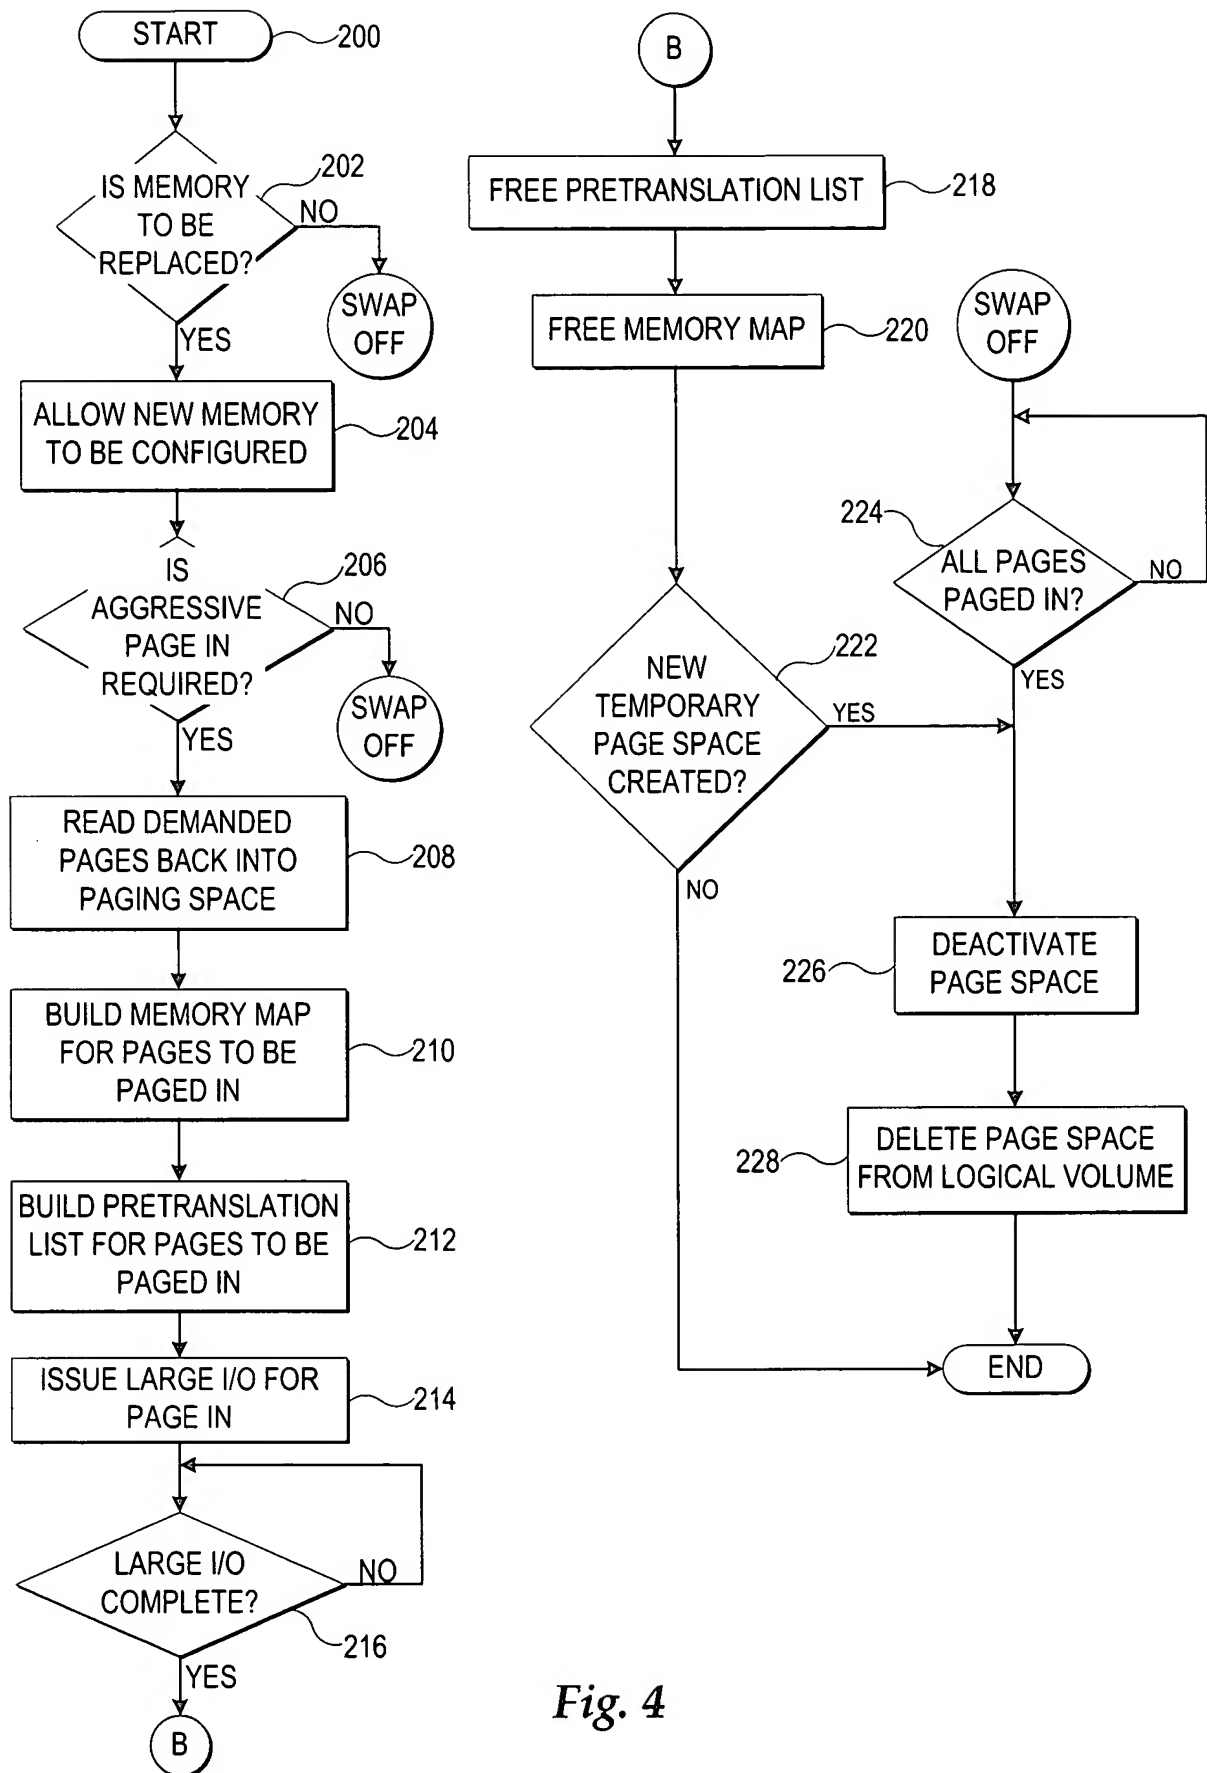 START
200
IS MEMORY
TO BE
REPLACED?
202
NO
SWAP
OFF
YES
ALLOW NEW MEMORY
TO BE CONFIGURED
204
IS
AGGRESSIVE
PAGE IN
REQUIRED?
206
NO
SWAP
OFF
YES
READ DEMANDED
PAGES BACK INTO
PAGING SPACE
208
BUILD MEMORY MAP
FOR PAGES TO BE
PAGED IN
210
BUILD PRETRANSLATION
LIST FOR PAGES TO BE
PAGED IN
212
ISSUE LARGE I/O FOR
PAGE IN
214
LARGE I/O
COMPLETE?
NO
216
YES
B
B
FREE PRETRANSLATION LIST
218
FREE MEMORY MAP
220
NEW
TEMPORARY
PAGE SPACE
CREATED?
222
YES
NO
SWAP
OFF
224
ALL PAGES
PAGED IN?
NO
YES
226
DEACTIVATE
PAGE SPACE
228
DELETE PAGE SPACE
FROM LOGICAL VOLUME
END
Fig. 4